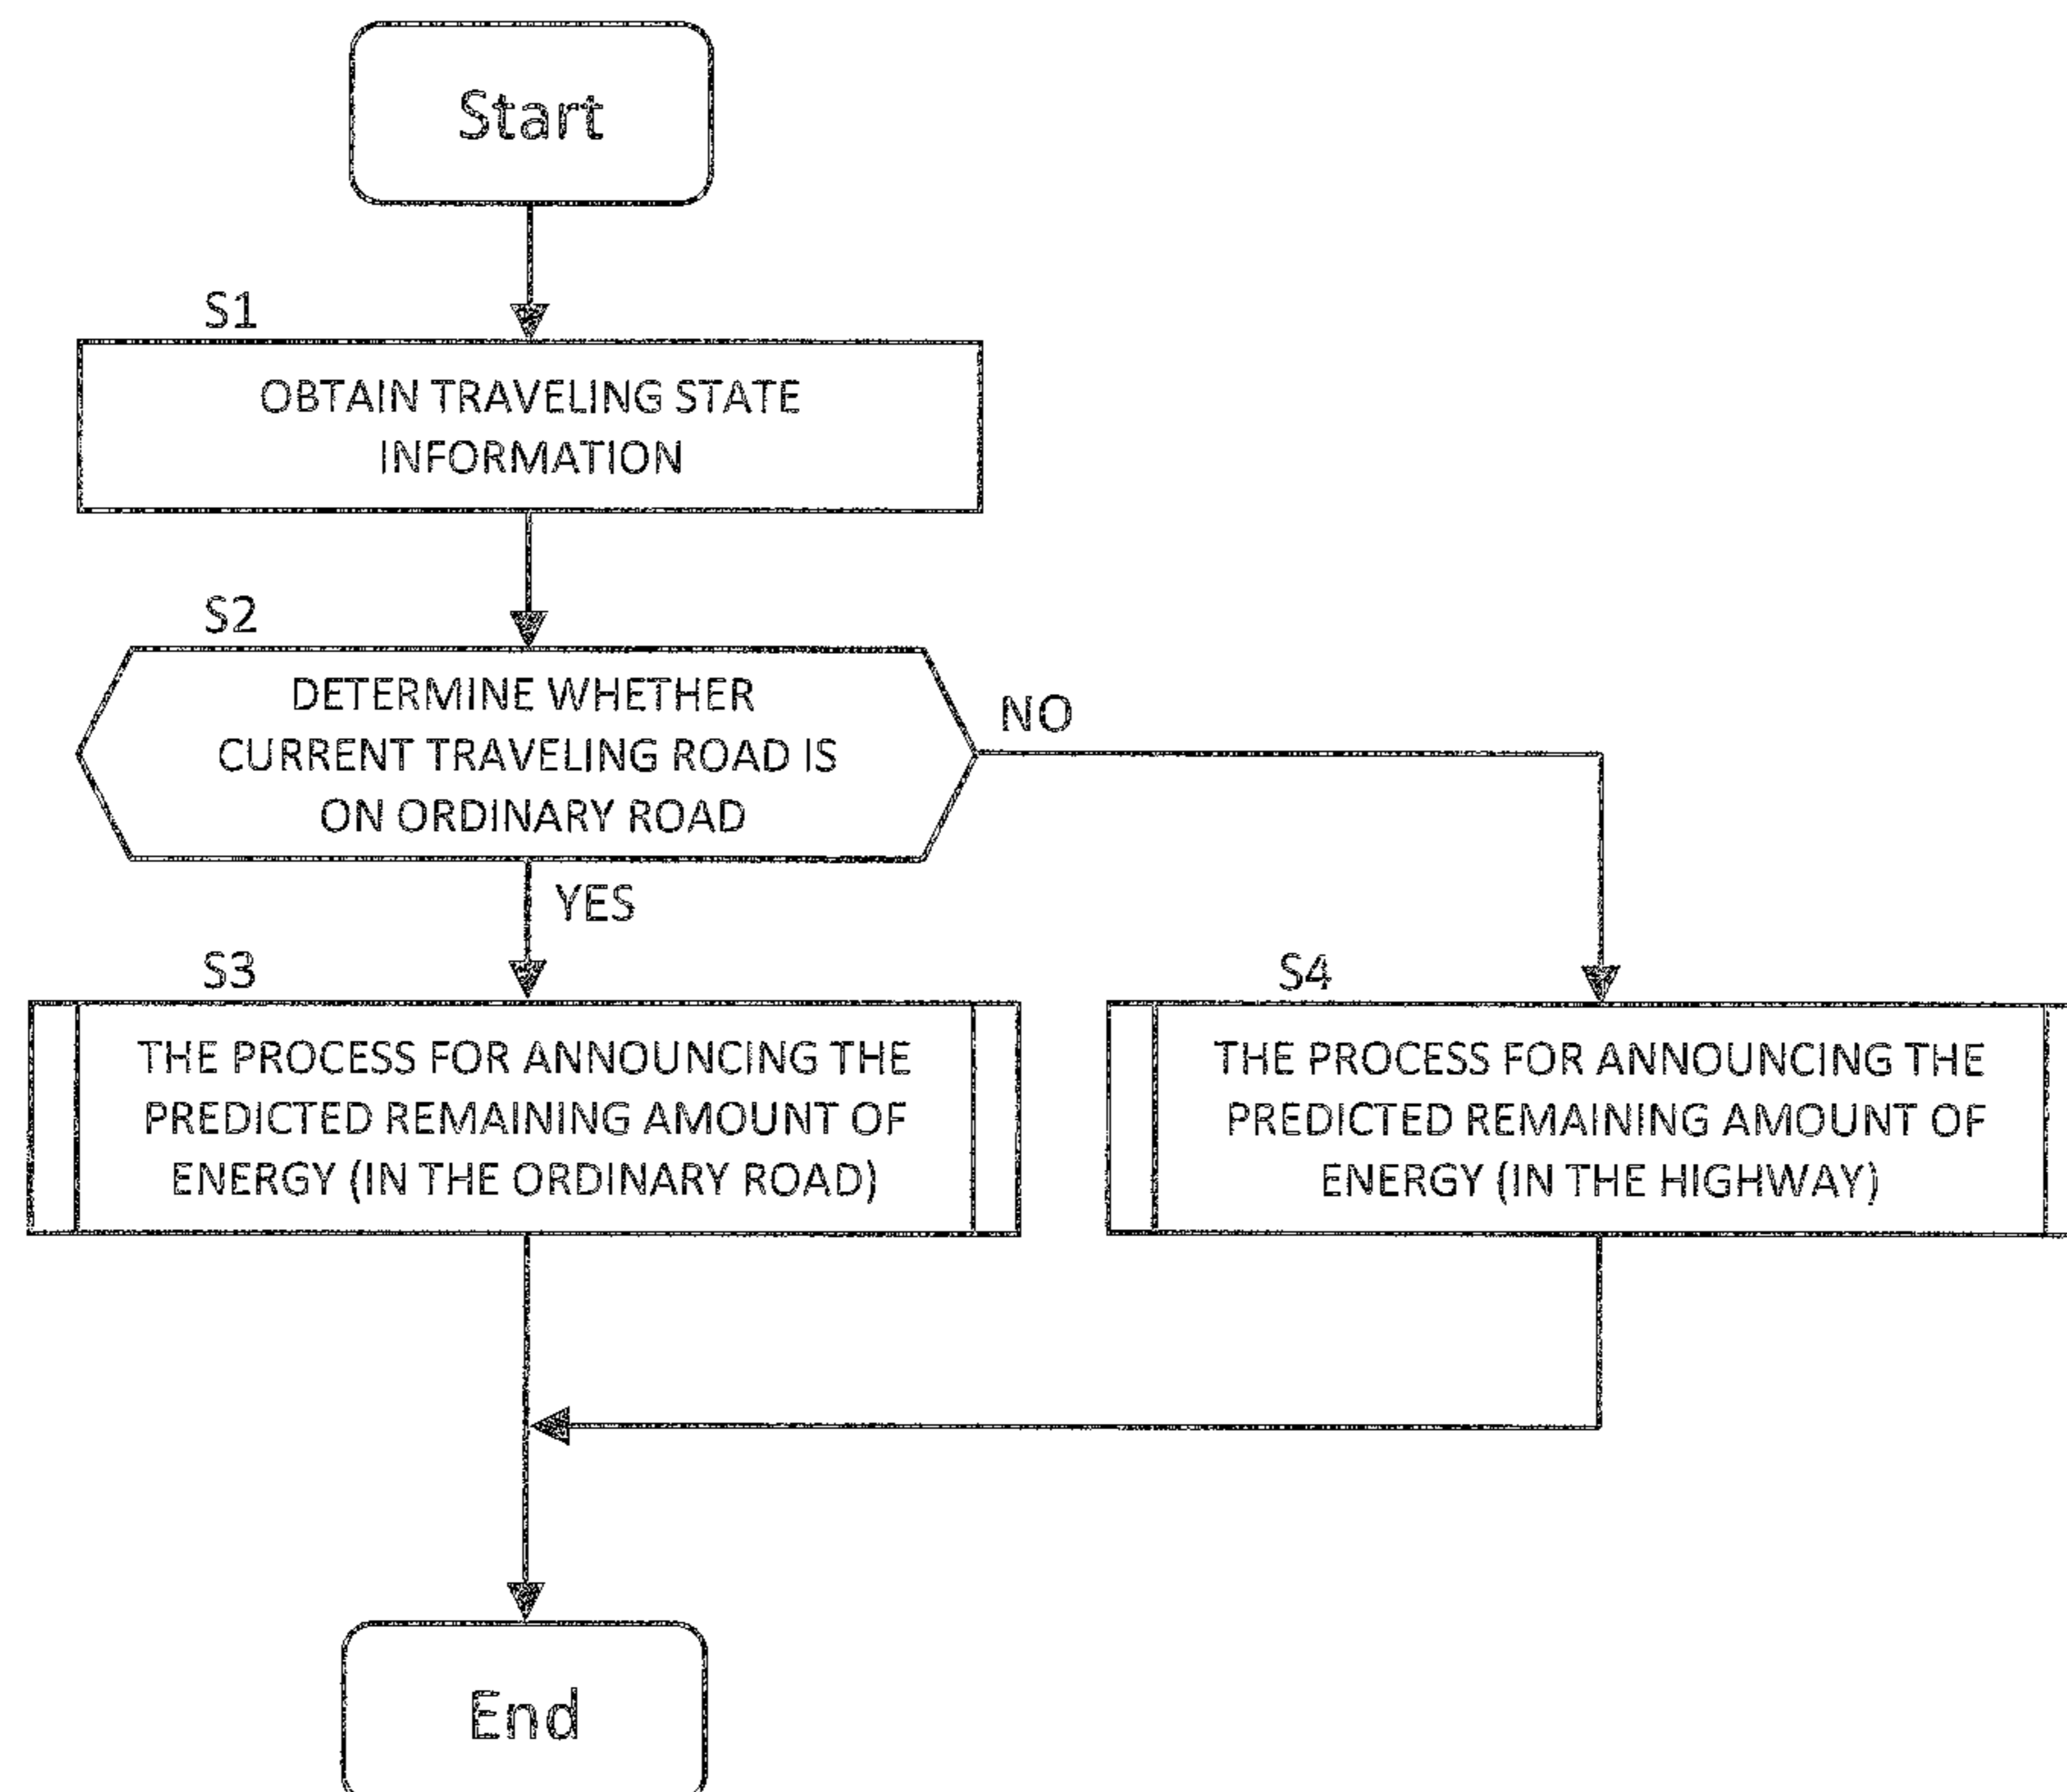 Start
S1
OBTAIN TRAVELING STATE
INFORMATION
S2
DETERMINE WHETHER
CURRENT TRAVELING ROAD IS
ON ORDINARY ROAD
NO
YES
S3
THE PROCESS FOR ANNOUNCING THE
PREDICTED REMAINING AMOUNT OF
ENERGY (IN THE ORDINARY ROAD)
S4
THE PROCESS FOR ANNOUNCING THE
PREDICTED REMAINING AMOUNT OF
ENERGY (IN THE HIGHWAY)
End